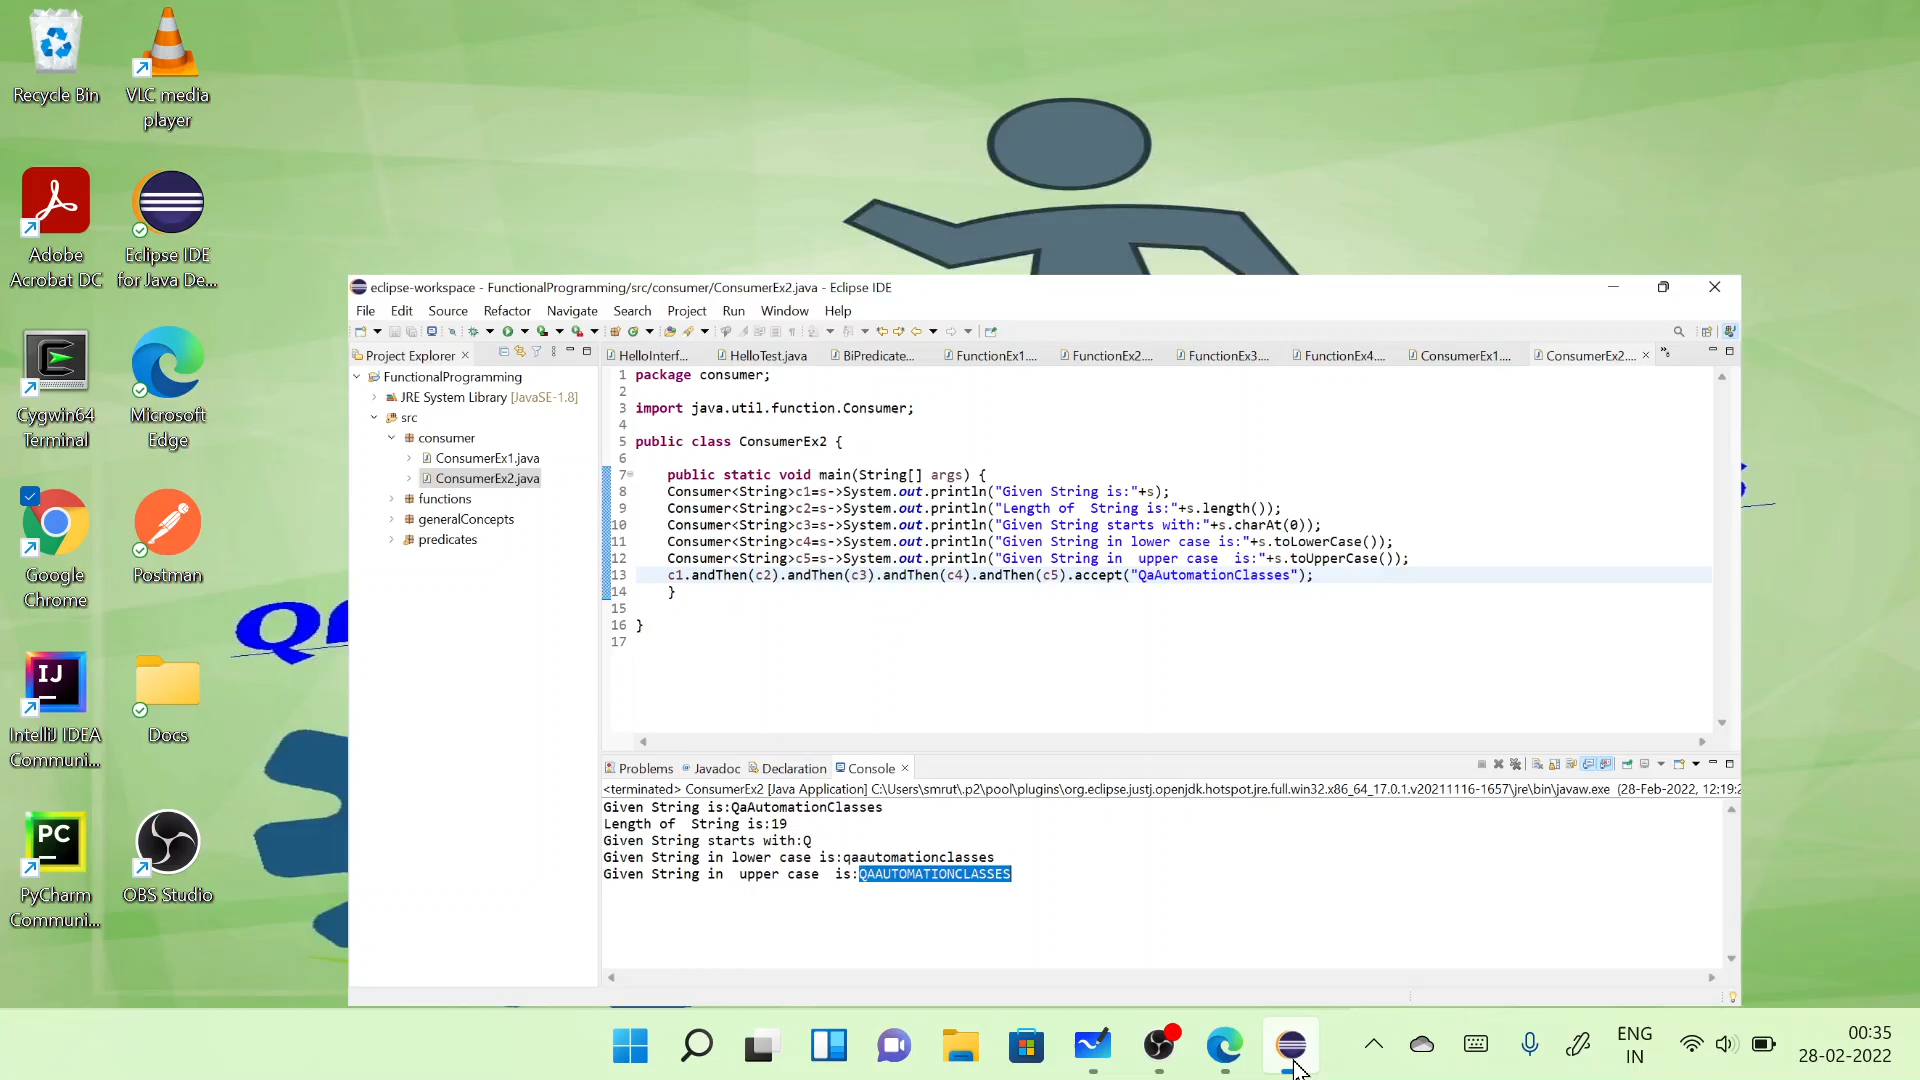 Recycle Bin
VLC media
player
Adobe
Acrobat DC
Eclipse IDE
for Java De...
Cygwin64
Terminal
Microsoft
Edge
Google
Chrome
Postman
IntelliJ IDEA
Communi...
Docs
PyCharm
Communi...
OBS Studio
eclipse-workspace - FunctionalProgramming/src/consumer/ConsumerEx2.java - Eclipse IDE
File Edit Source Refactor Navigate Search Project Run Window Help
Project Explorer
FunctionalProgramming
JRE System Library [JavaSE-1.8]
src
consumer
ConsumerEx1.java
ConsumerEx2.java
functions
generalConcepts
predicates
HelloInterf... HelloTest.java BiPredicate... FunctionEx1.... FunctionEx2.... FunctionEx3.... FunctionEx4.... ConsumerEx1.... ConsumerEx2....
1 package consumer;
2
3 import java.util.function.Consumer;
4
5 public class ConsumerEx2 {
6
7 public static void main(String[] args) {
8 Consumer<String>c1=s->System.out.println("Given String is:"+s);
9 Consumer<String>c2=s->System.out.println("Length of  String is:"+s.length());
10 Consumer<String>c3=s->System.out.println("Given String starts with:"+s.charAt(0));
11 Consumer<String>c4=s->System.out.println("Given String in lower case is:"+s.toLowerCase());
12 Consumer<String>c5=s->System.out.println("Given String in  upper case  is:"+s.toUpperCase());
13 c1.andThen(c2).andThen(c3).andThen(c4).andThen(c5).accept("QaAutomationClasses");
14 }
15
16 }
17
Problems Javadoc Declaration Console
<terminated> ConsumerEx2 [Java Application] C:\Users\smrut\.p2\pool\plugins\org.eclipse.justj.openjdk.hotspot.jre.full.win32.x86_64_17.0.1.v20211116-1657\jre\bin\javaw.exe (28-Feb-2022, 12:19:2
Given String is:QaAutomationClasses
Length of  String is:19
Given String starts with:Q
Given String in lower case is:qaautomationclasses
Given String in  upper case  is:QAAUTOMATIONCLASSES
ENG
IN
00:35
28-02-2022